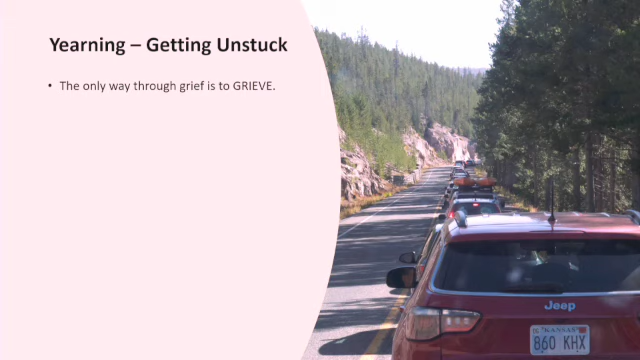 Yearning – Getting Unstuck
• The only way through grief is to GRIEVE.
Jeep
KANSAS
860 KHX